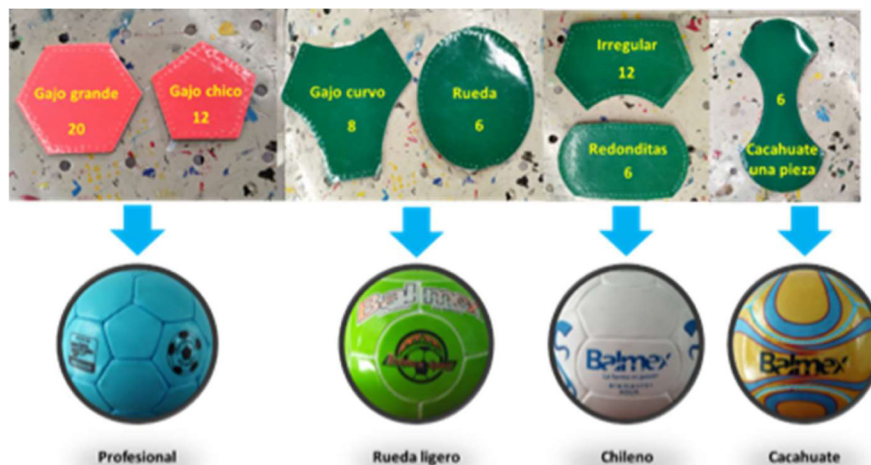 Gajo grande
20
Gajo chico
12
Gajo curvo
8
Rueda
6
Irregular
12
Redonditas
6
6
Cacahuate
una pieza
Balmex
Balmex
Balmex
Profesional
Rueda ligero
Chileno
Cacahuate